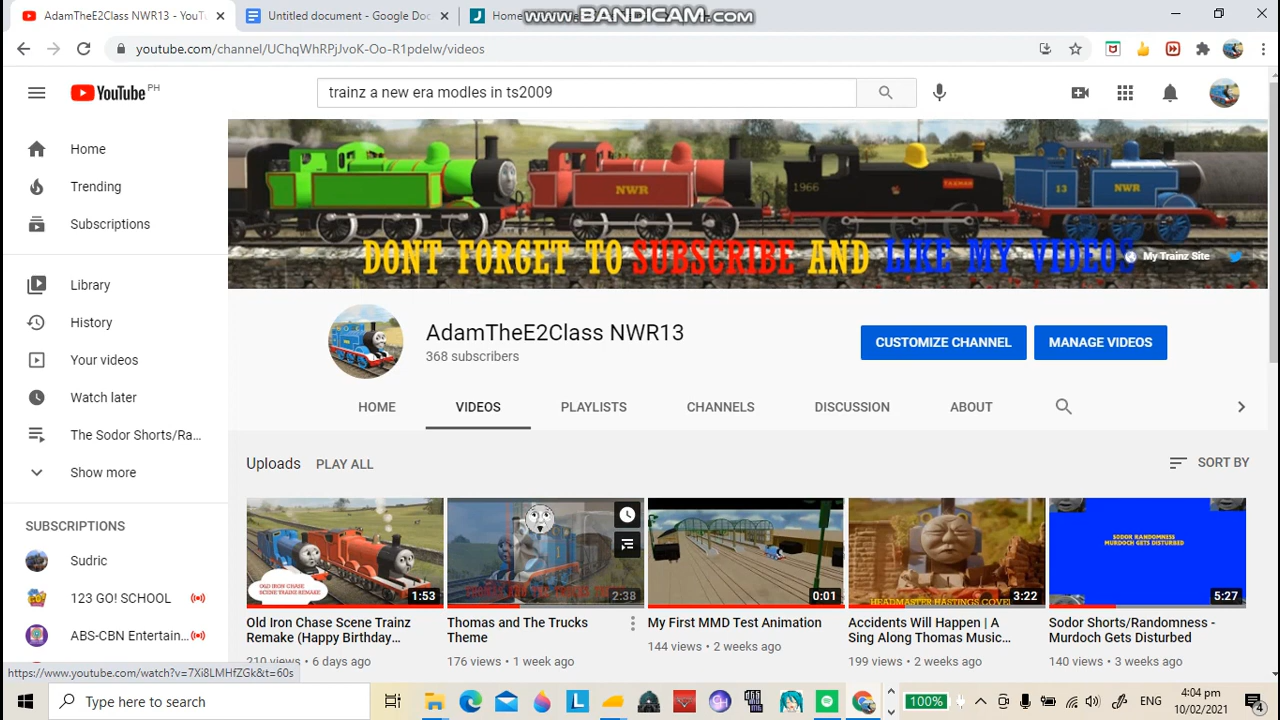 AdamTheE2Class NWR13 - YouT
Untitled document - Google Doc
Home
www.BANDICAM.com
youtube.com/channel/UChqWhRPjJvoK-Oo-R1pdelw/videos
YouTube PH
trainz a new era modles in ts2009
Home
Trending
Subscriptions
Library
History
Your videos
Watch later
The Sodor Shorts/Ra...
Show more
SUBSCRIPTIONS
Sudric
123 GO! SCHOOL
ABS-CBN Entertain...
NWR
1966
13
NWR
DONT FORGET TO SUBSCRIBE AND LIKE MY VIDEOS
My Trainz Site
AdamTheE2Class NWR13
368 subscribers
CUSTOMIZE CHANNEL
MANAGE VIDEOS
HOME
VIDEOS
PLAYLISTS
CHANNELS
DISCUSSION
ABOUT
Uploads
PLAY ALL
SORT BY
OLD IRON CHASE
SCENE TRAINZ REMAKE
1:53
2:38
0:01
HEADMASTER HASTINGS COVER
3:22
SODOR RANDOMNESS
MURDOCH GETS DISTURBED
5:27
Old Iron Chase Scene Trainz
Remake (Happy Birthday...
210 views • 6 days ago
Thomas and The Trucks
Theme
176 views • 1 week ago
My First MMD Test Animation
144 views • 2 weeks ago
Accidents Will Happen | A
Sing Along Thomas Music...
199 views • 2 weeks ago
Sodor Shorts/Randomness -
Murdoch Gets Disturbed
140 views • 3 weeks ago
https://www.youtube.com/watch?v=7Xi8LMHfZGk&t=60s
Type here to search
100%
ENG
4:04 pm
10/02/2021
4